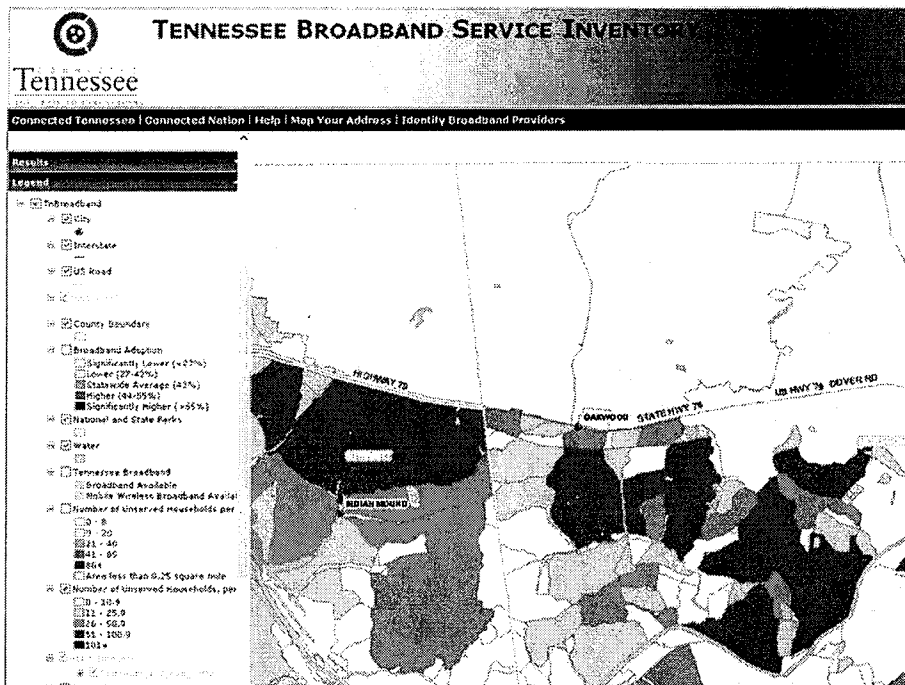 TENNESSEE BROADBAND SERVICE INVENTORY
CONNECTED
Tennessee
Connected Tennessee | Connected Nation | Help | Map Your Address | Identify Broadband Providers
Results
Legend
TnBroadband
City
Interstate
US Road
County Boundary
Broadband Adoption
Significantly Lower (<27%)
Lower (27-42%)
Statewide Average (43%)
Higher (44-55%)
Significantly Higher (>55%)
National and State Parks
Water
Tennessee Broadband
Broadband Available
Mobile Wireless Broadband Availa
Number of Unserved Households per
0 - 8
9 - 20
21 - 40
41 - 85
86+
Area less than 0.25 square mile
Number of Unserved Households, per
0 - 10.9
11 - 25.9
26 - 50.9
51 - 100.9
101+
HIGHWAY 79
OAKWOOD
STATE HWY 76
US HWY 79
DOVER RD
INDIAN MOUND